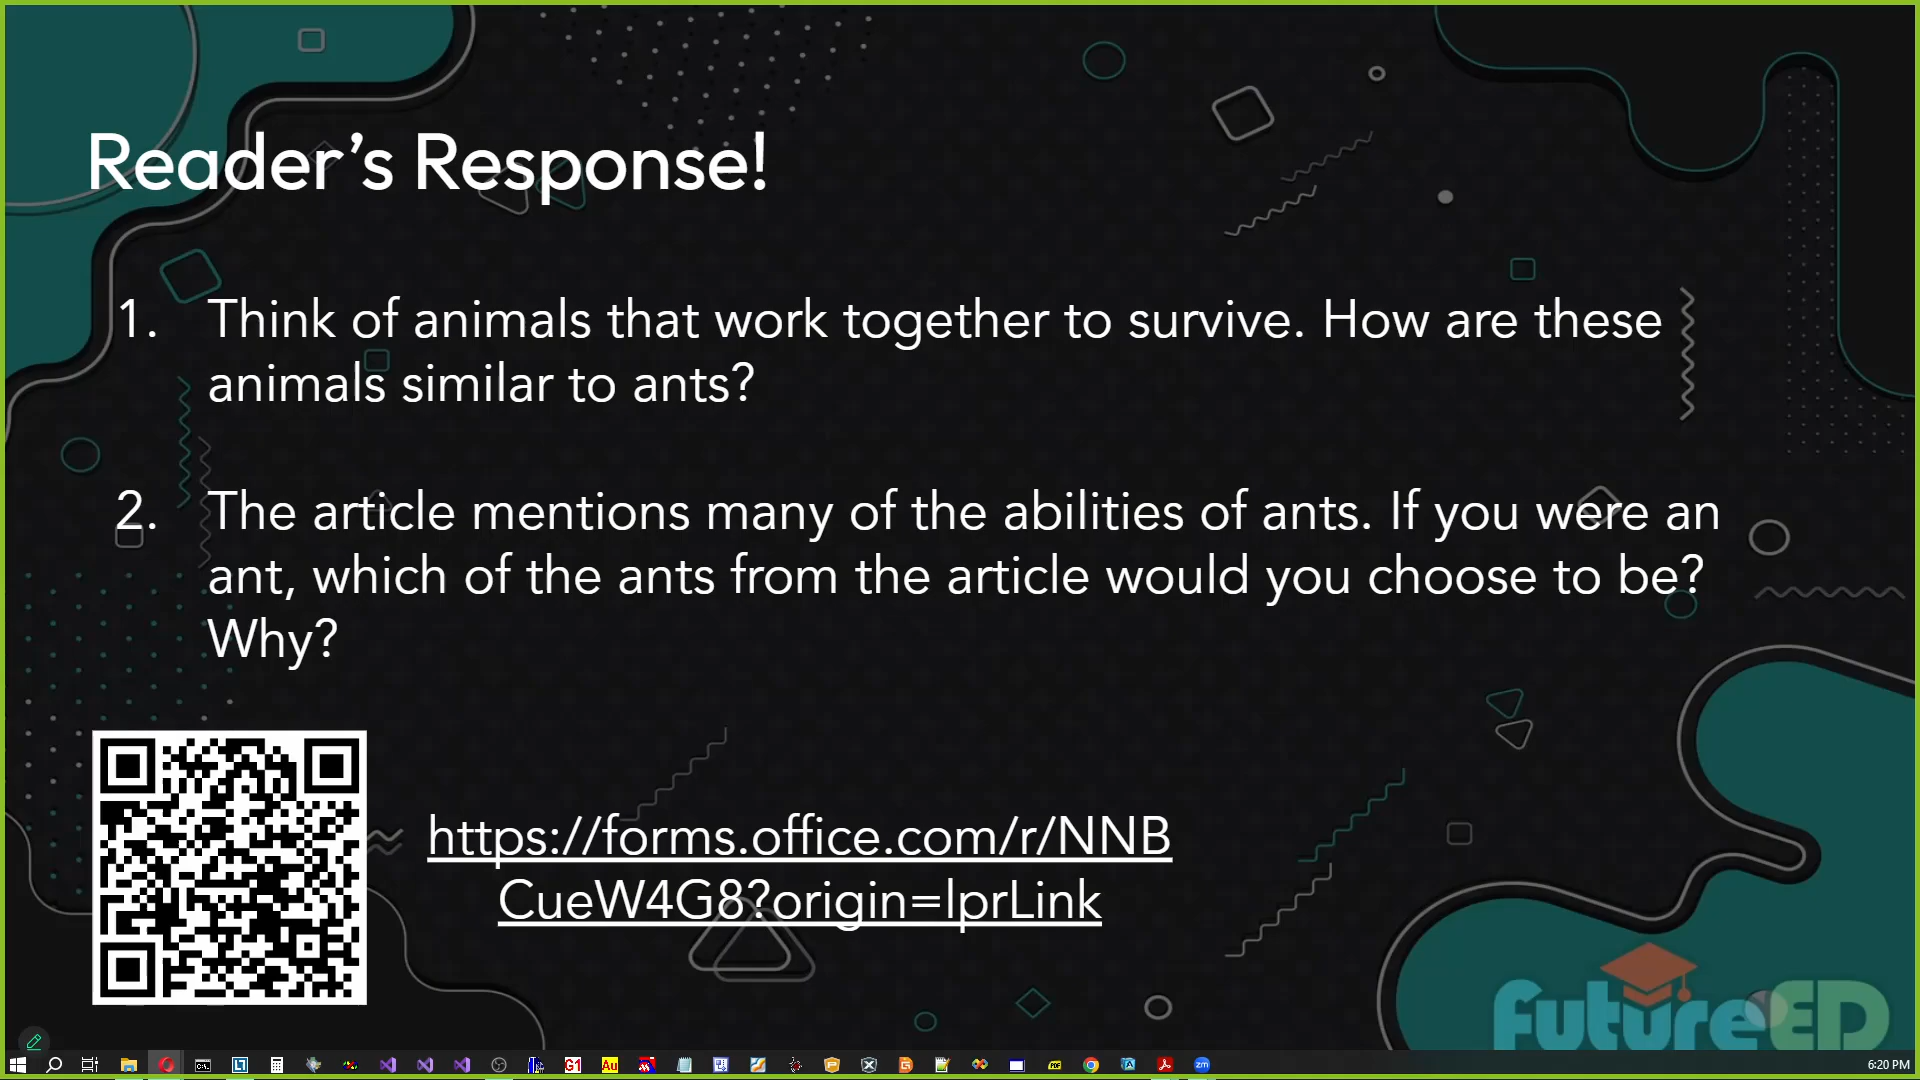 Reader’s Response!
1. Think of animals that work together to survive. How are these
animals similar to ants?
2. The article mentions many of the abilities of ants. If you were an
ant, which of the ants from the article would you choose to be?
Why?
https://forms.office.com/r/NNB
CueW4G8?origin=lprLink
futureED
G1
Au
zm
6:20 PM